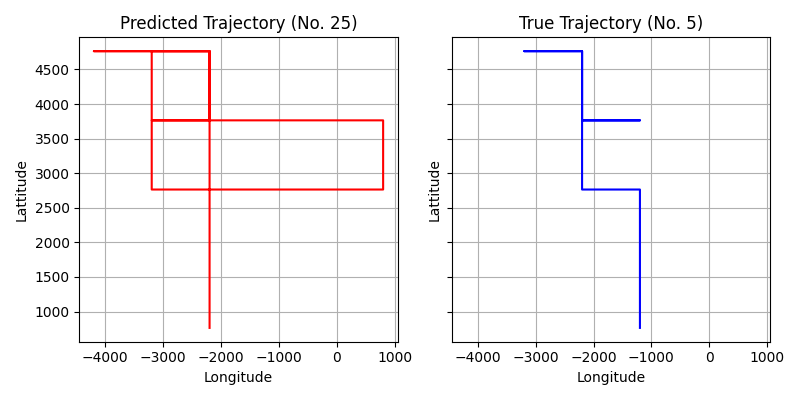 Predicted Trajectory (No. 25)
True Trajectory (No. 5)
4500
4000
3500
3000
2500
2000
1500
1000
Lattitude
Lattitude
−4000 −3000 −2000 −1000 0 1000
−4000 −3000 −2000 −1000 0 1000
Longitude
Longitude